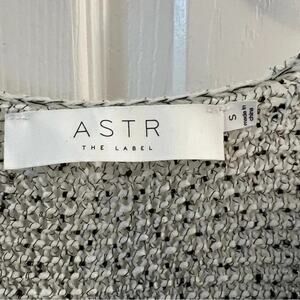 ASTR
THE LABEL
S
made in
china